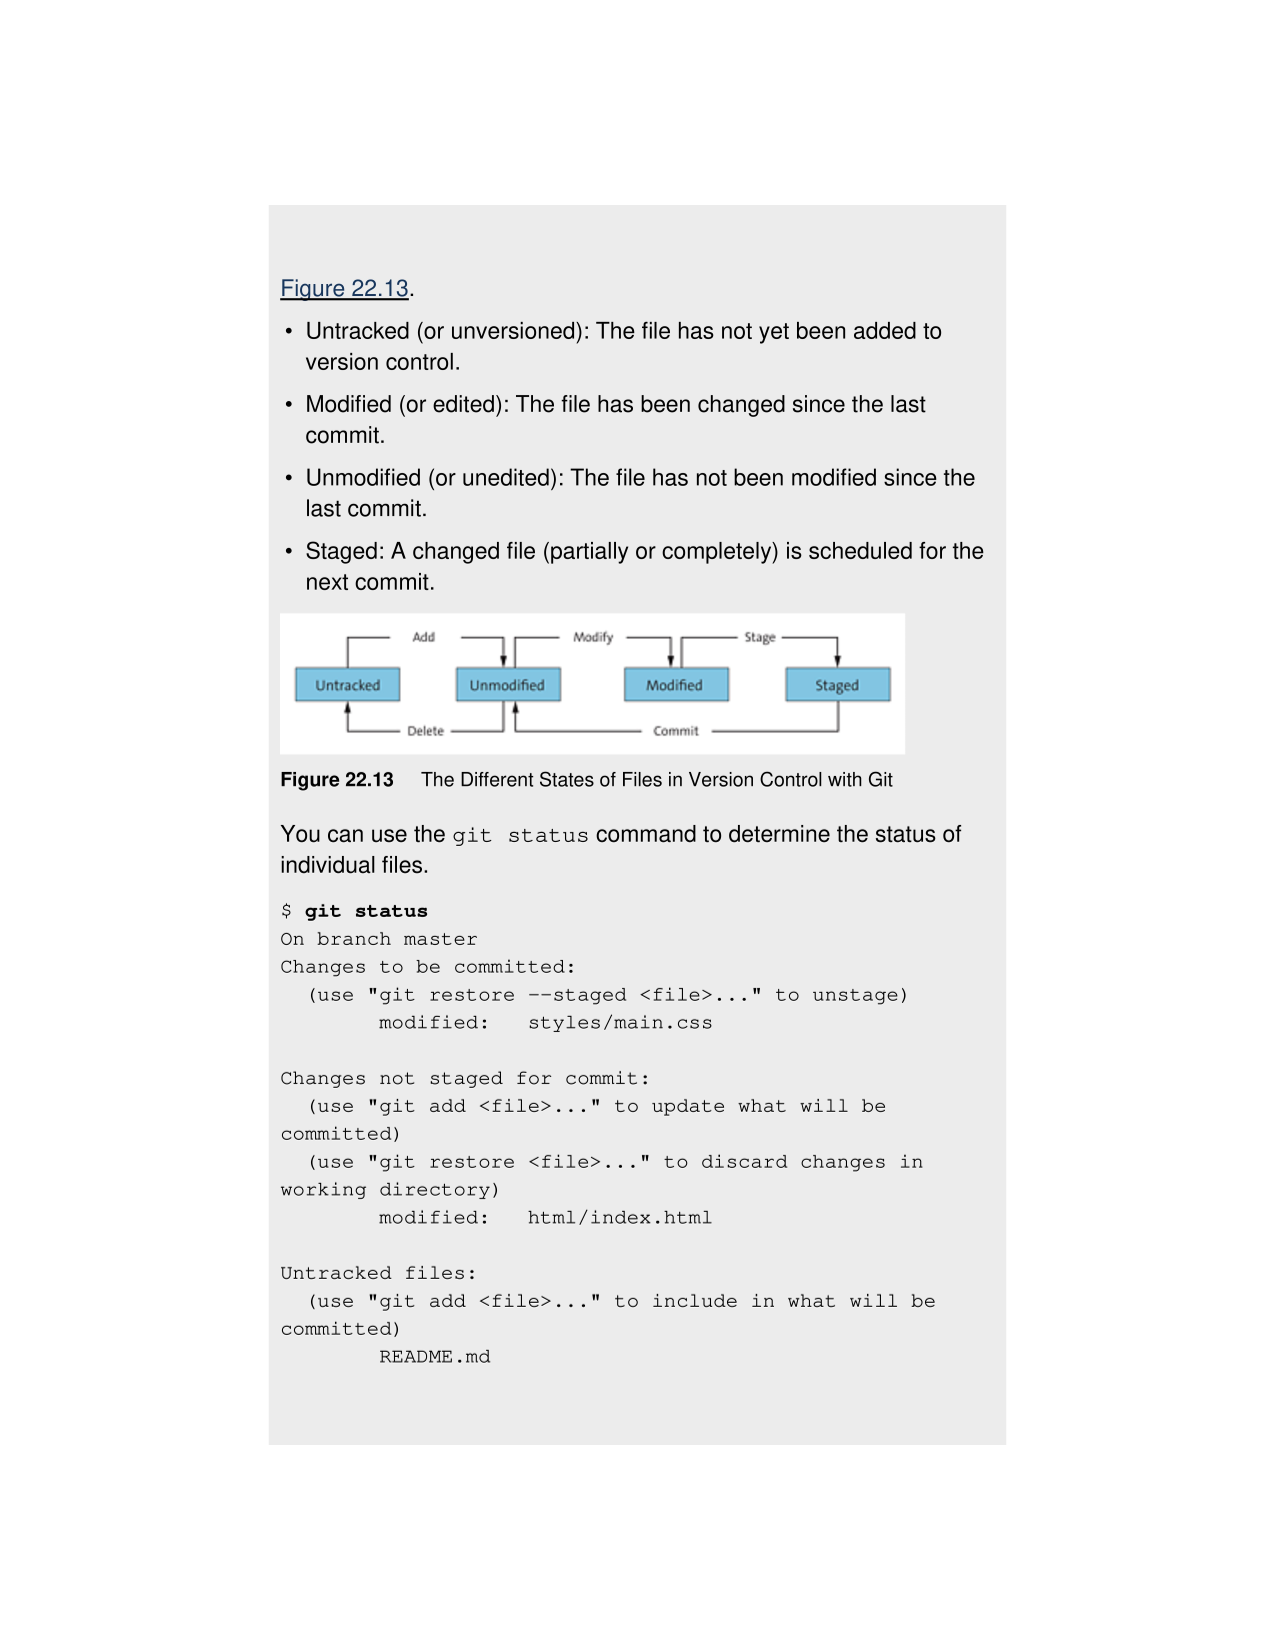 Figure 22.13.
• Untracked (or unversioned): The file has not yet been added to
version control.
• Modified (or edited): The file has been changed since the last
commit.
• Unmodified (or unedited): The file has not been modified since the
last commit.
• Staged: A changed file (partially or completely) is scheduled for the
next commit.
Add Modify Stage
Untracked Unmodified Modified Staged
Delete Commit
Figure 22.13 The Different States of Files in Version Control with Git
You can use the git status command to determine the status of
individual files.
$ git status
On branch master
Changes to be committed:
  (use "git restore --staged <file>..." to unstage)
        modified:   styles/main.css
Changes not staged for commit:
  (use "git add <file>..." to update what will be
committed)
  (use "git restore <file>..." to discard changes in
working directory)
        modified:   html/index.html
Untracked files:
  (use "git add <file>..." to include in what will be
committed)
        README.md